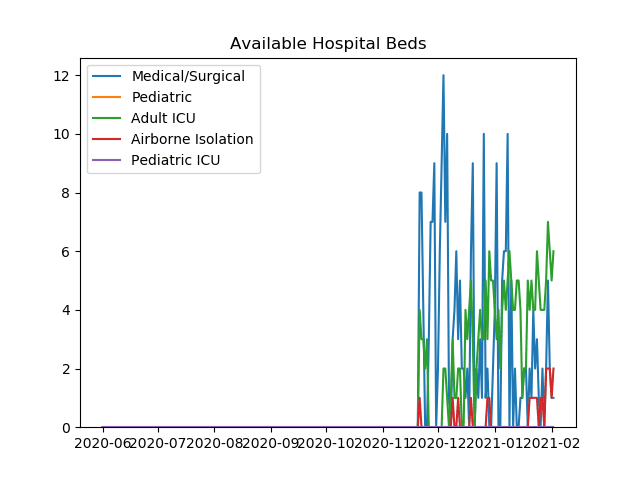 Available Hospital Beds
Medical/Surgical
Pediatric
Adult ICU
Airborne Isolation
Pediatric ICU
12
10
8
6
4
2
0
2020-06 2020-07 2020-08 2020-09 2020-10 2020-11 2020-12 2021-01 2021-02